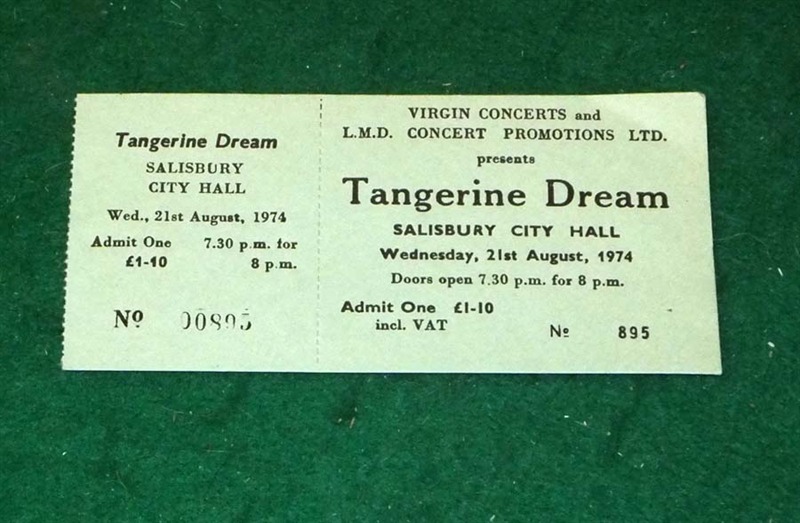 Tangerine Dream
SALISBURY
CITY HALL
Wed., 21st August, 1974
Admit One 7.30 p.m. for
£1-10 8 p.m.
Nº 00895
VIRGIN CONCERTS and
L.M.D. CONCERT PROMOTIONS LTD.
presents
Tangerine Dream
SALISBURY CITY HALL
Wednesday, 21st August, 1974
Doors open 7.30 p.m. for 8 p.m.
Admit One £1-10
incl. VAT
Nº 895